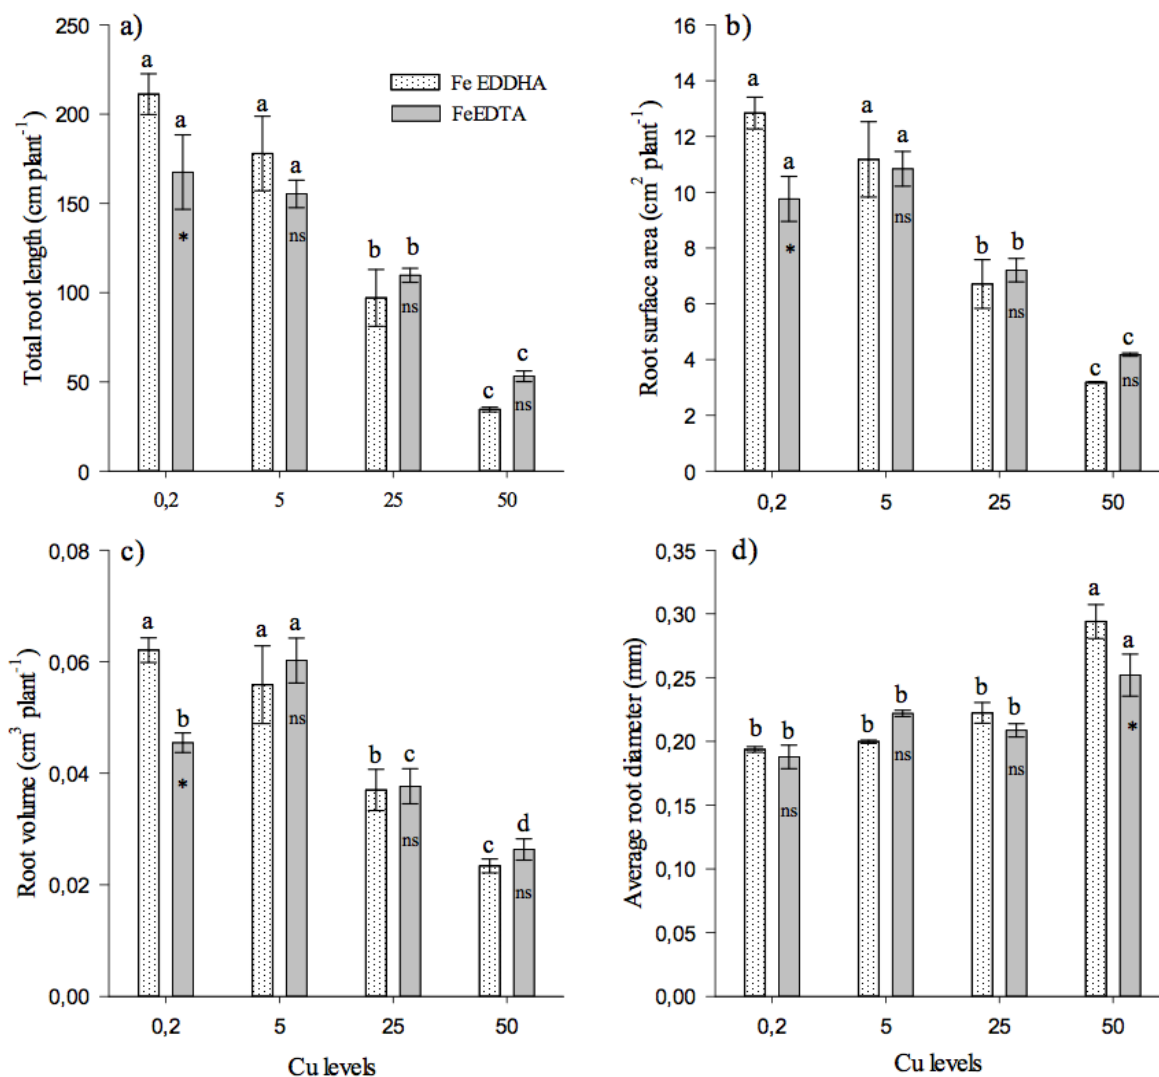 a)
Total root length (cm plant⁻¹)
250
200
150
100
50
0
Fe EDDHA
FeEDTA
a
a
a
a
b
b
c
c
*
ns
ns
ns
0,2
5
25
50
b)
Root surface area (cm² plant⁻¹)
16
14
12
10
8
6
4
2
0
a
a
a
a
b
b
c
c
*
ns
ns
ns
0,2
5
25
50
c)
Root volume (cm³ plant⁻¹)
0,08
0,06
0,04
0,02
0,00
a
b
a
a
b
c
c
d
*
ns
ns
ns
0,2
5
25
50
Cu levels
d)
Average root diameter (mm)
0,35
0,30
0,25
0,20
0,15
0,10
0,05
0,00
b
b
b
b
b
b
a
a
ns
ns
ns
*
0,2
5
25
50
Cu levels